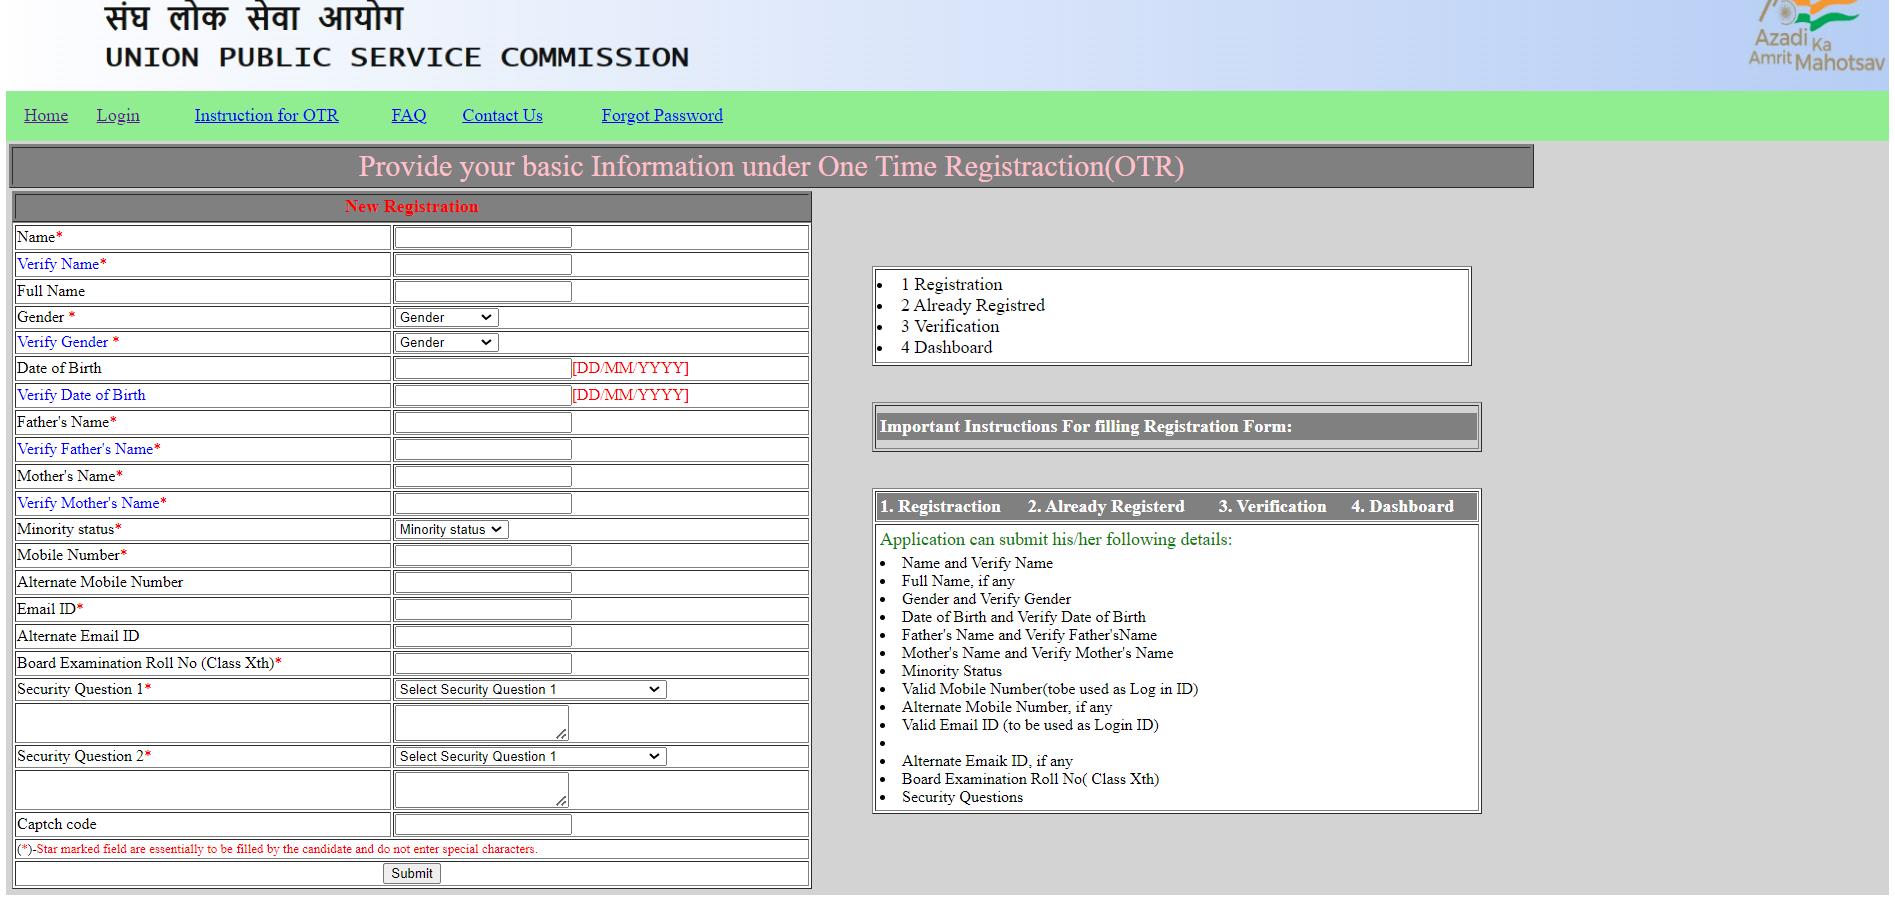 संघ लोक सेवा आयोग
UNION PUBLIC SERVICE COMMISSION
Azadi Ka
Amrit Mahotsav
Home Login Instruction for OTR FAQ Contact Us Forgot Password
Provide your basic Information under One Time Registraction(OTR)
New Registration
Name*
Verify Name*
Full Name
Gender * Gender
Verify Gender * Gender
Date of Birth [DD/MM/YYYY]
Verify Date of Birth [DD/MM/YYYY]
Father's Name*
Verify Father's Name*
Mother's Name*
Verify Mother's Name*
Minority status* Minority status
Mobile Number*
Alternate Mobile Number
Email ID*
Alternate Email ID
Board Examination Roll No (Class Xth)*
Security Question 1* Select Security Question 1
Security Question 2* Select Security Question 1
Captch code
(*)-Star marked field are essentially to be filled by the candidate and do not enter special characters.
Submit
1 Registration
2 Already Registred
3 Verification
4 Dashboard
Important Instructions For filling Registration Form:
1. Registraction 2. Already Registerd 3. Verification 4. Dashboard
Application can submit his/her following details:
Name and Verify Name
Full Name, if any
Gender and Verify Gender
Date of Birth and Verify Date of Birth
Father's Name and Verify Father'sName
Mother's Name and Verify Mother's Name
Minority Status
Valid Mobile Number(tobe used as Log in ID)
Alternate Mobile Number, if any
Valid Email ID (to be used as Login ID)
Alternate Emaik ID, if any
Board Examination Roll No( Class Xth)
Security Questions